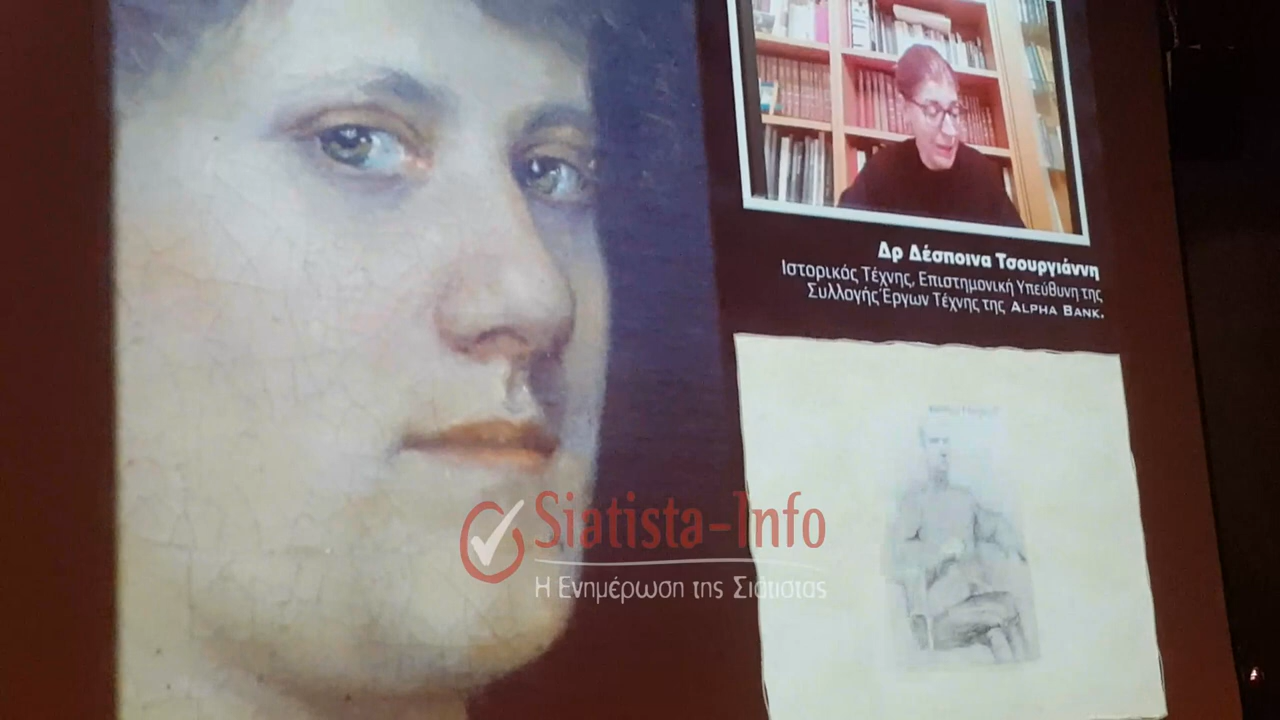 Δρ Δέσποινα Τσουργιάννη
Ιστορικός Τέχνης, Επιστημονική Υπεύθυνη της
Συλλογής Έργων Τέχνης της ALPHA BANK.
Siatista-Info
Η Ενημέρωση της Σιάτιστας